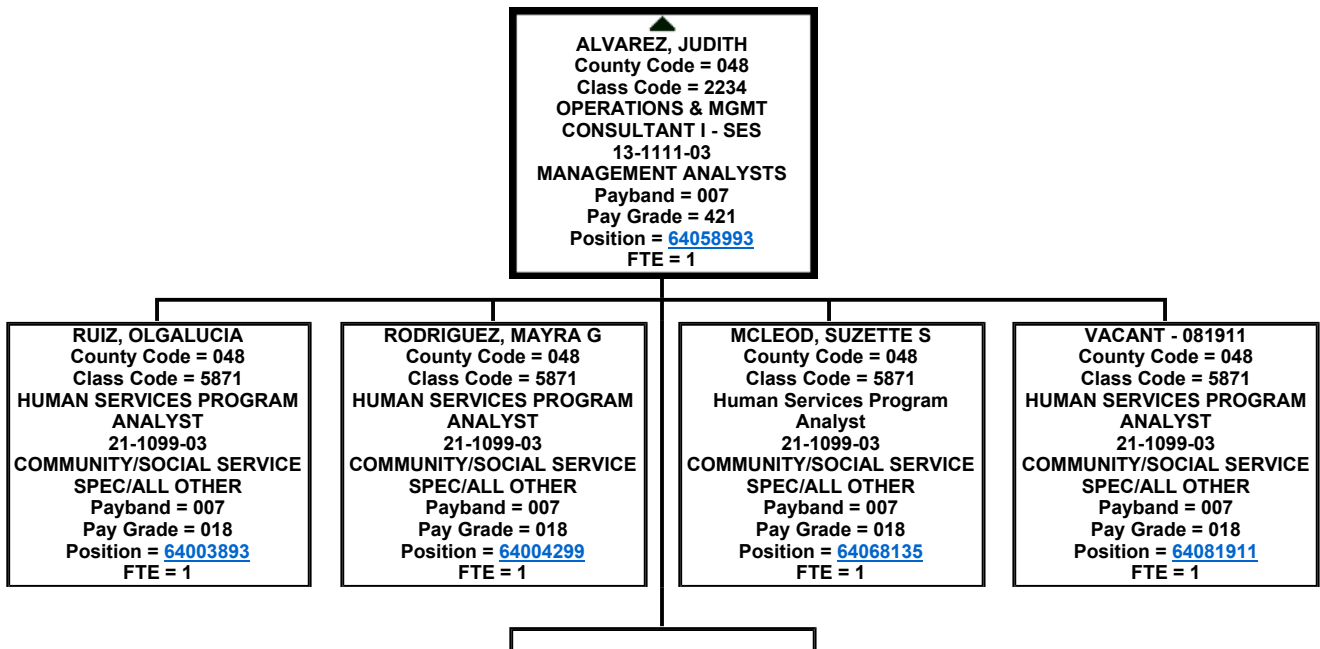 ALVAREZ, JUDITH
County Code = 048
Class Code = 2234
OPERATIONS & MGMT
CONSULTANT I - SES
13-1111-03
MANAGEMENT ANALYSTS
Payband = 007
Pay Grade = 421
Position = 64058993
FTE = 1
RUIZ, OLGALUCIA
County Code = 048
Class Code = 5871
HUMAN SERVICES PROGRAM
ANALYST
21-1099-03
COMMUNITY/SOCIAL SERVICE
SPEC/ALL OTHER
Payband = 007
Pay Grade = 018
Position = 64003893
FTE = 1
RODRIGUEZ, MAYRA G
County Code = 048
Class Code = 5871
HUMAN SERVICES PROGRAM
ANALYST
21-1099-03
COMMUNITY/SOCIAL SERVICE
SPEC/ALL OTHER
Payband = 007
Pay Grade = 018
Position = 64004299
FTE = 1
MCLEOD, SUZETTE S
County Code = 048
Class Code = 5871
Human Services Program
Analyst
21-1099-03
COMMUNITY/SOCIAL SERVICE
SPEC/ALL OTHER
Payband = 007
Pay Grade = 018
Position = 64068135
FTE = 1
VACANT - 081911
County Code = 048
Class Code = 5871
HUMAN SERVICES PROGRAM
ANALYST
21-1099-03
COMMUNITY/SOCIAL SERVICE
SPEC/ALL OTHER
Payband = 007
Pay Grade = 018
Position = 64081911
FTE = 1